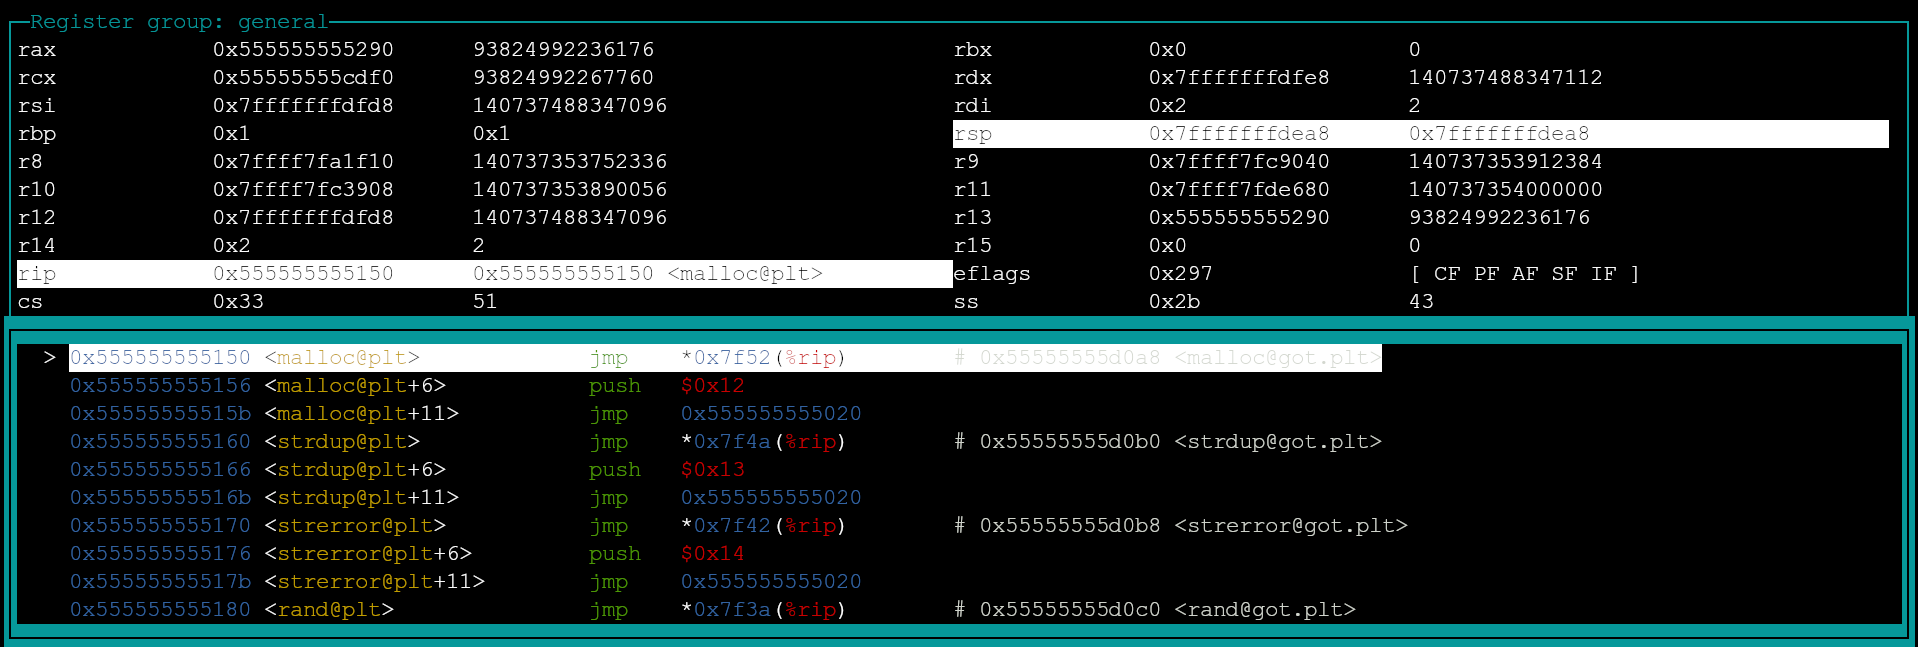 Register group: general
rax 0x555555555290 93824992236176 rbx 0x0 0
rcx 0x55555555cdf0 93824992267760 rdx 0x7fffffffdfe8 140737488347112
rsi 0x7fffffffdfd8 140737488347096 rdi 0x2 2
rbp 0x1 0x1 rsp 0x7fffffffdea8 0x7fffffffdea8
r8 0x7ffff7fa1f10 140737353752336 r9 0x7ffff7fc9040 140737353912384
r10 0x7ffff7fc3908 140737353890056 r11 0x7ffff7fde680 140737354000000
r12 0x7fffffffdfd8 140737488347096 r13 0x555555555290 93824992236176
r14 0x2 2 r15 0x0 0
rip 0x555555555150 0x555555555150 <malloc@plt> eflags 0x297 [ CF PF AF SF IF ]
cs 0x33 51 ss 0x2b 43
> 0x555555555150 <malloc@plt> jmp *0x7f52(%rip) # 0x55555555d0a8 <malloc@got.plt>
0x555555555156 <malloc@plt+6> push $0x12
0x55555555515b <malloc@plt+11> jmp 0x555555555020
0x555555555160 <strdup@plt> jmp *0x7f4a(%rip) # 0x55555555d0b0 <strdup@got.plt>
0x555555555166 <strdup@plt+6> push $0x13
0x55555555516b <strdup@plt+11> jmp 0x555555555020
0x555555555170 <strerror@plt> jmp *0x7f42(%rip) # 0x55555555d0b8 <strerror@got.plt>
0x555555555176 <strerror@plt+6> push $0x14
0x55555555517b <strerror@plt+11> jmp 0x555555555020
0x555555555180 <rand@plt> jmp *0x7f3a(%rip) # 0x55555555d0c0 <rand@got.plt>